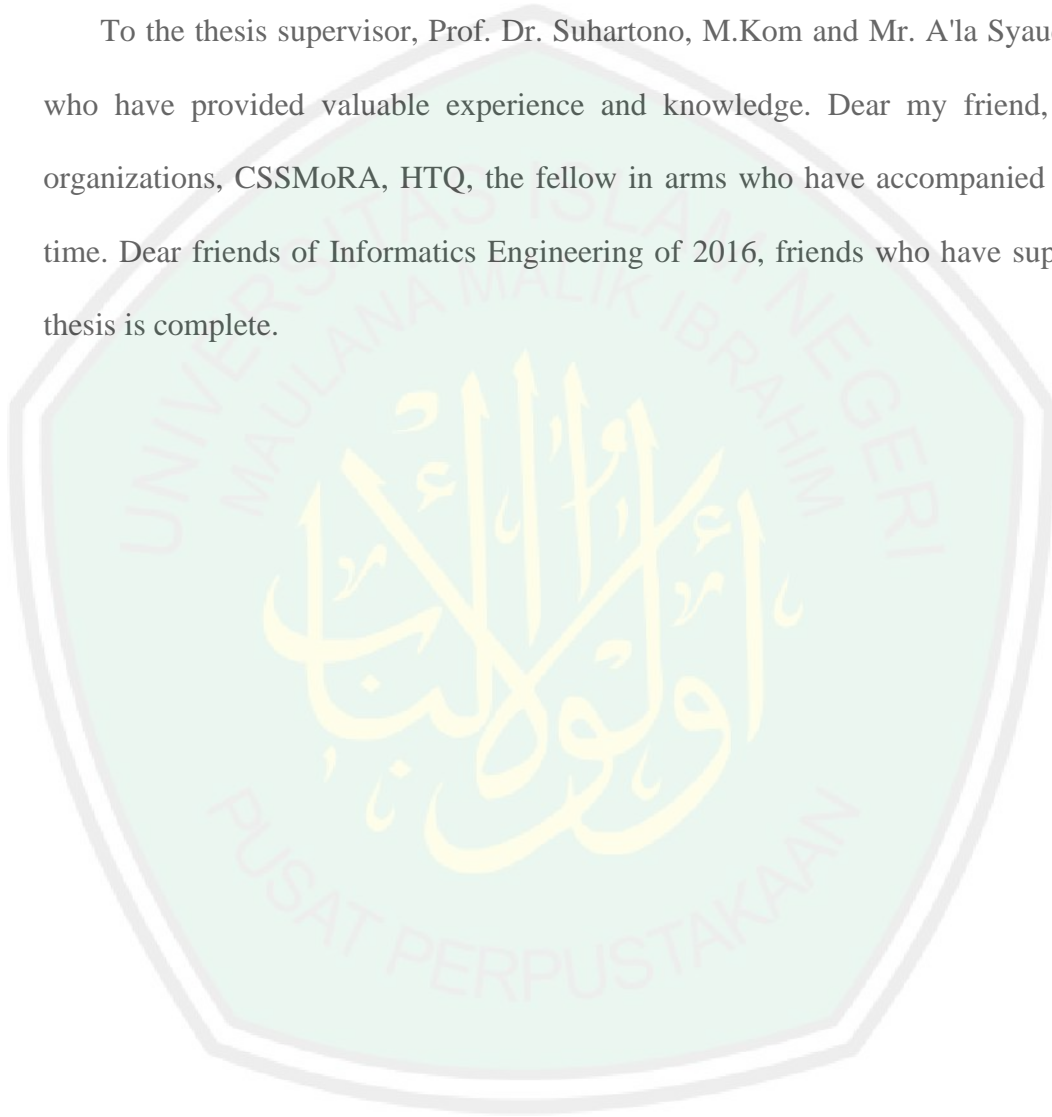 To the thesis supervisor, Prof. Dr. Suhartono, M.Kom and Mr. A'la Syau
who have provided valuable experience and knowledge. Dear my friend,
organizations, CSSMoRA, HTQ, the fellow in arms who have accompanied
time. Dear friends of Informatics Engineering of 2016, friends who have sup
thesis is complete.
UNIVERSITAS ISLAM NEGERI
MAULANA MALIK IBRAHIM
أولوا الألباب
PUSAT PERPUSTAKAAN